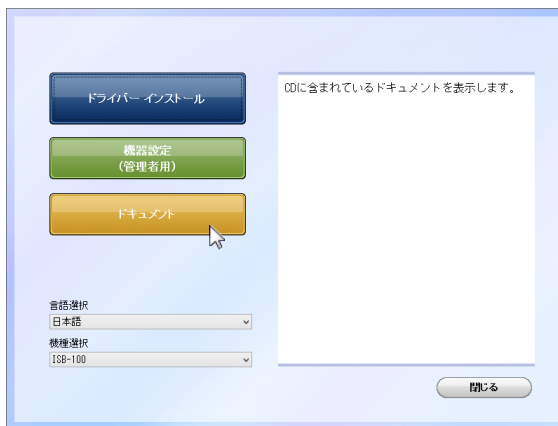 ドライバー インストール
機器設定
(管理者用)
ドキュメント
CDに含まれているドキュメントを表示します。
言語選択
日本語
機種選択
ISB-100
閉じる